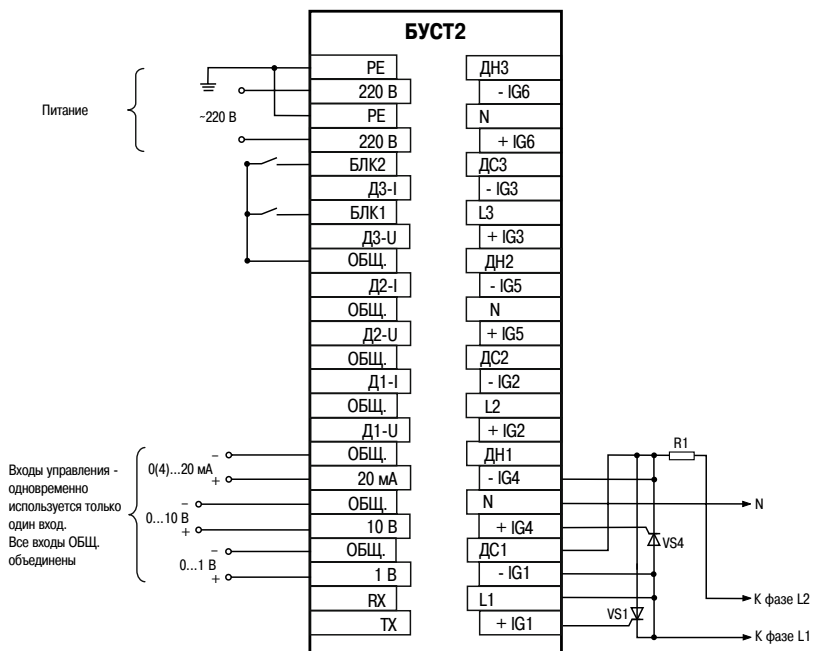 БУСТ2
PE
220 В
PE
220 В
БЛК2
Д3-I
БЛК1
Д3-U
ОБЩ.
Д2-I
ОБЩ.
Д2-U
ОБЩ.
Д1-I
ОБЩ.
Д1-U
ОБЩ.
20 мА
ОБЩ.
10 В
ОБЩ.
1 В
RX
TX
ДН3
- IG6
N
+ IG6
ДС3
- IG3
L3
+ IG3
ДН2
- IG5
N
+ IG5
ДС2
- IG2
L2
+ IG2
ДН1
- IG4
N
+ IG4
ДС1
- IG1
L1
+ IG1
Питание
~220 В
Входы управления -
одновременно
используется только
один вход.
Все входы ОБЩ.
объединены
−
0(4)...20 мА
+
−
0...10 В
+
−
0...1 В
+
R1
N
VS4
VS1
К фазе L2
К фазе L1